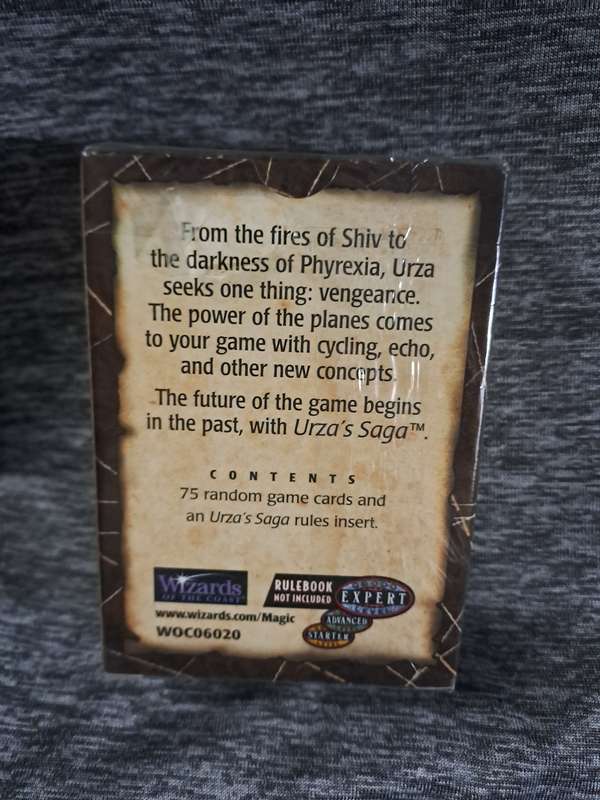 From the fires of Shiv to
the darkness of Phyrexia, Urza
seeks one thing: vengeance.
The power of the planes comes
to your game with cycling, echo,
and other new concepts.
The future of the game begins
in the past, with Urza's Saga™.
CONTENTS
75 random game cards and
an Urza's Saga rules insert.
Wizards
OF THE COAST
www.wizards.com/Magic
WOC06020
RULEBOOK
NOT INCLUDED
EXPERT
LEVEL
ADVANCED
STARTER